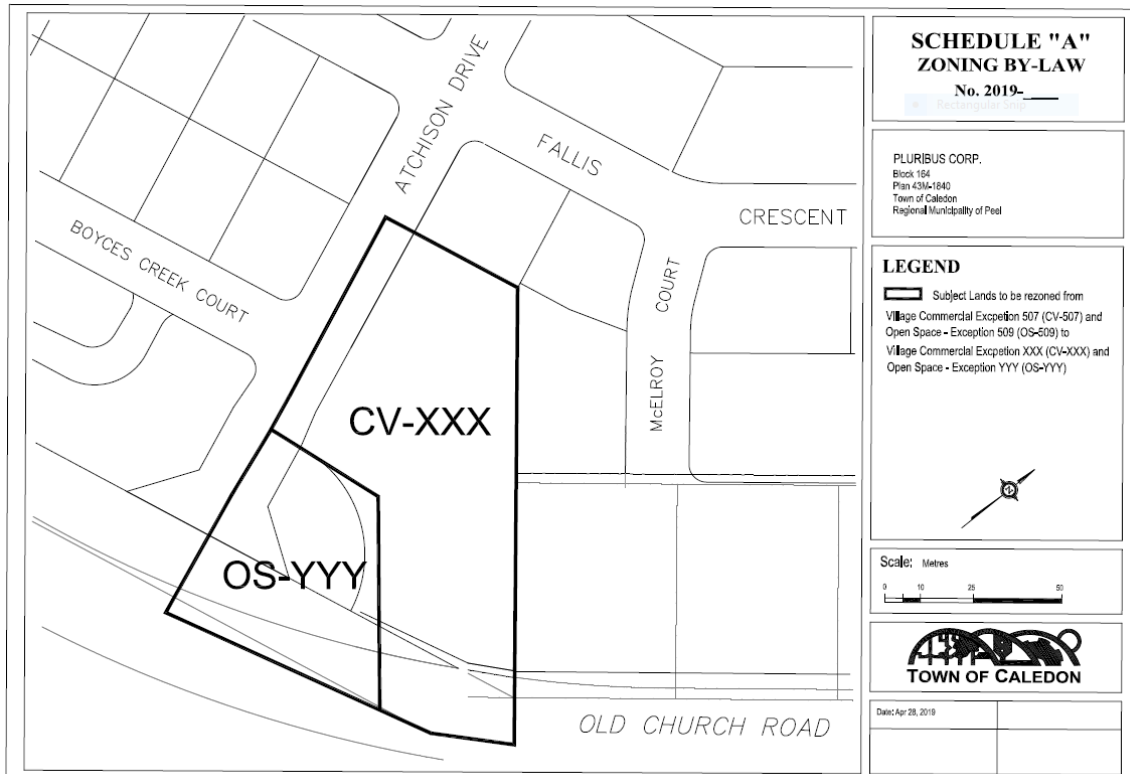 ATCHISON DRIVE
FALLIS
CRESCENT
BOYCES CREEK COURT
McELROY COURT
CV-XXX
OS-YYY
OLD CHURCH ROAD
SCHEDULE "A"
ZONING BY-LAW
No. 2019-____
Rectangular Snip
PLURIBUS CORP.
Block 164
Plan 43M-1840
Town of Caledon
Regional Municipality of Peel
LEGEND
Subject Lands to be rezoned from
Village Commercial Excpetion 507 (CV-507) and
Open Space - Exception 509 (OS-509) to
Village Commercial Excpetion XXX (CV-XXX) and
Open Space - Exception YYY (OS-YYY)
Scale: Metres
0 10 25 50
TOWN OF CALEDON
Date: Apr 28, 2019